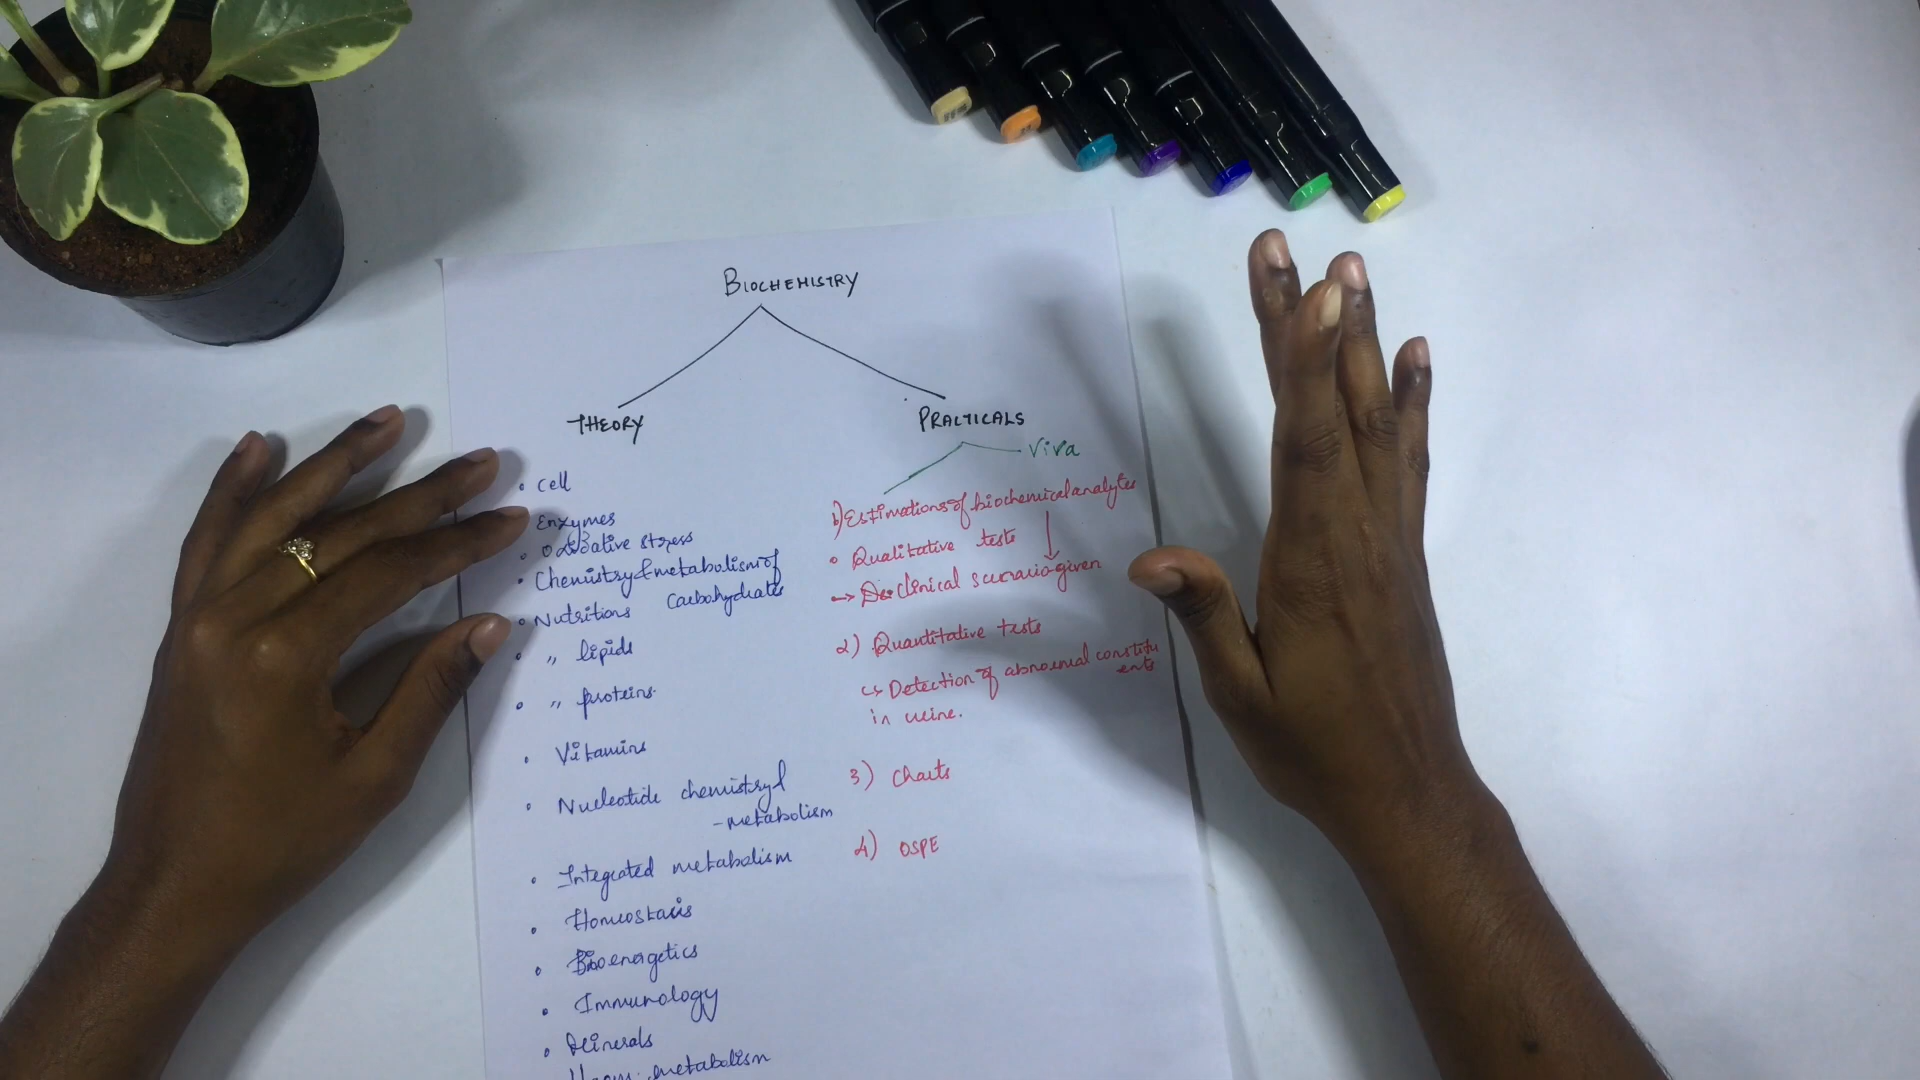 BIOCHEMISTRY
THEORY
• Cell
Enzymes
• Oxidative stress
• Chemistry & metabolism of
Carbohydrates
• Nutritions
• " lipids
• " proteins.
• Vitamins
• Nucleotide chemistry &
- metabolism
• Integrated metabolism
• Homeostasis
• Bioenergetics
• Immunology
• Minerals
metabolism
PRACTICALS
Viva
1) Estimations of biochemical analytes
• Qualitative tests
→ clinical scenario given
2) Quantitative tests
↳ Detection of abnormal constitu
ents
in urine.
3) Charts
4) OSPE